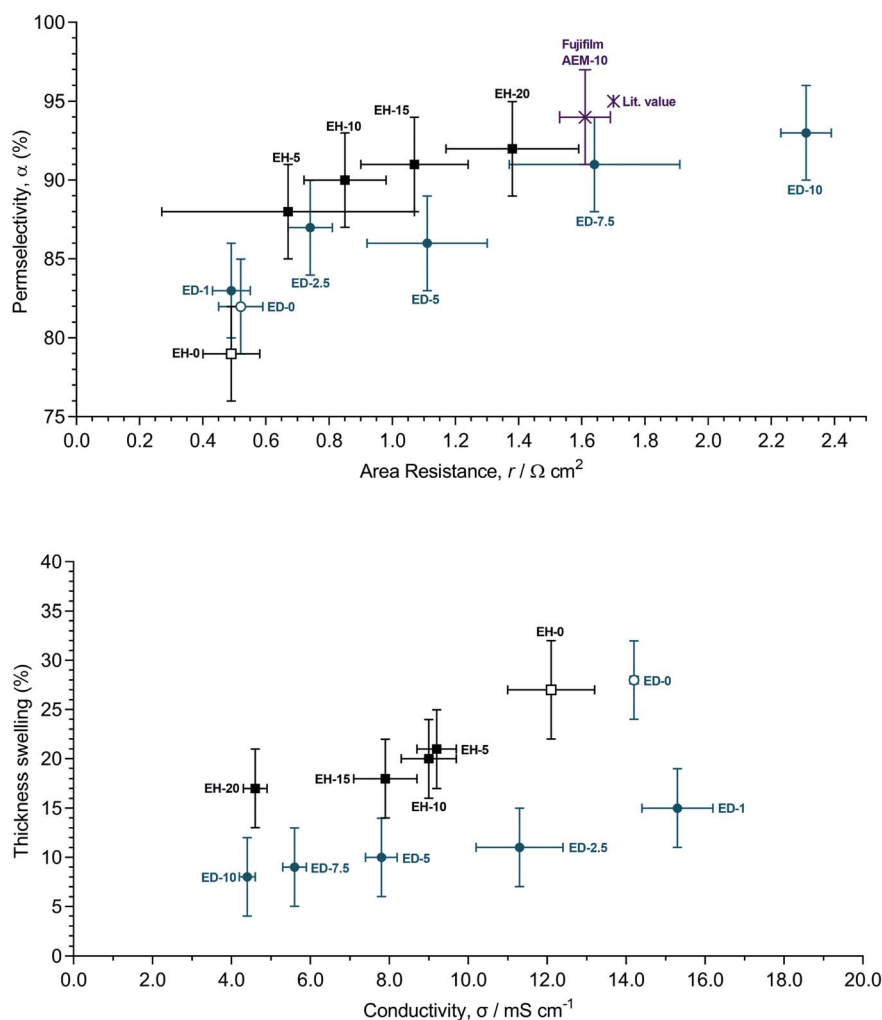 100
95
90
85
80
75
Permselectivity, α (%)
Fujifilm
AEM-10
Lit. value
EH-20
EH-15
EH-10
EH-5
ED-10
ED-7.5
ED-2.5
ED-5
ED-1
ED-0
EH-0
0.0 0.2 0.4 0.6 0.8 1.0 1.2 1.4 1.6 1.8 2.0 2.2 2.4
Area Resistance, r / Ω cm²
40
35
30
25
20
15
10
5
0
Thickness swelling (%)
EH-0
ED-0
EH-5
EH-15
EH-20
EH-10
ED-1
ED-2.5
ED-5
ED-7.5
ED-10
0.0 2.0 4.0 6.0 8.0 10.0 12.0 14.0 16.0 18.0 20.0
Conductivity, σ / mS cm⁻¹